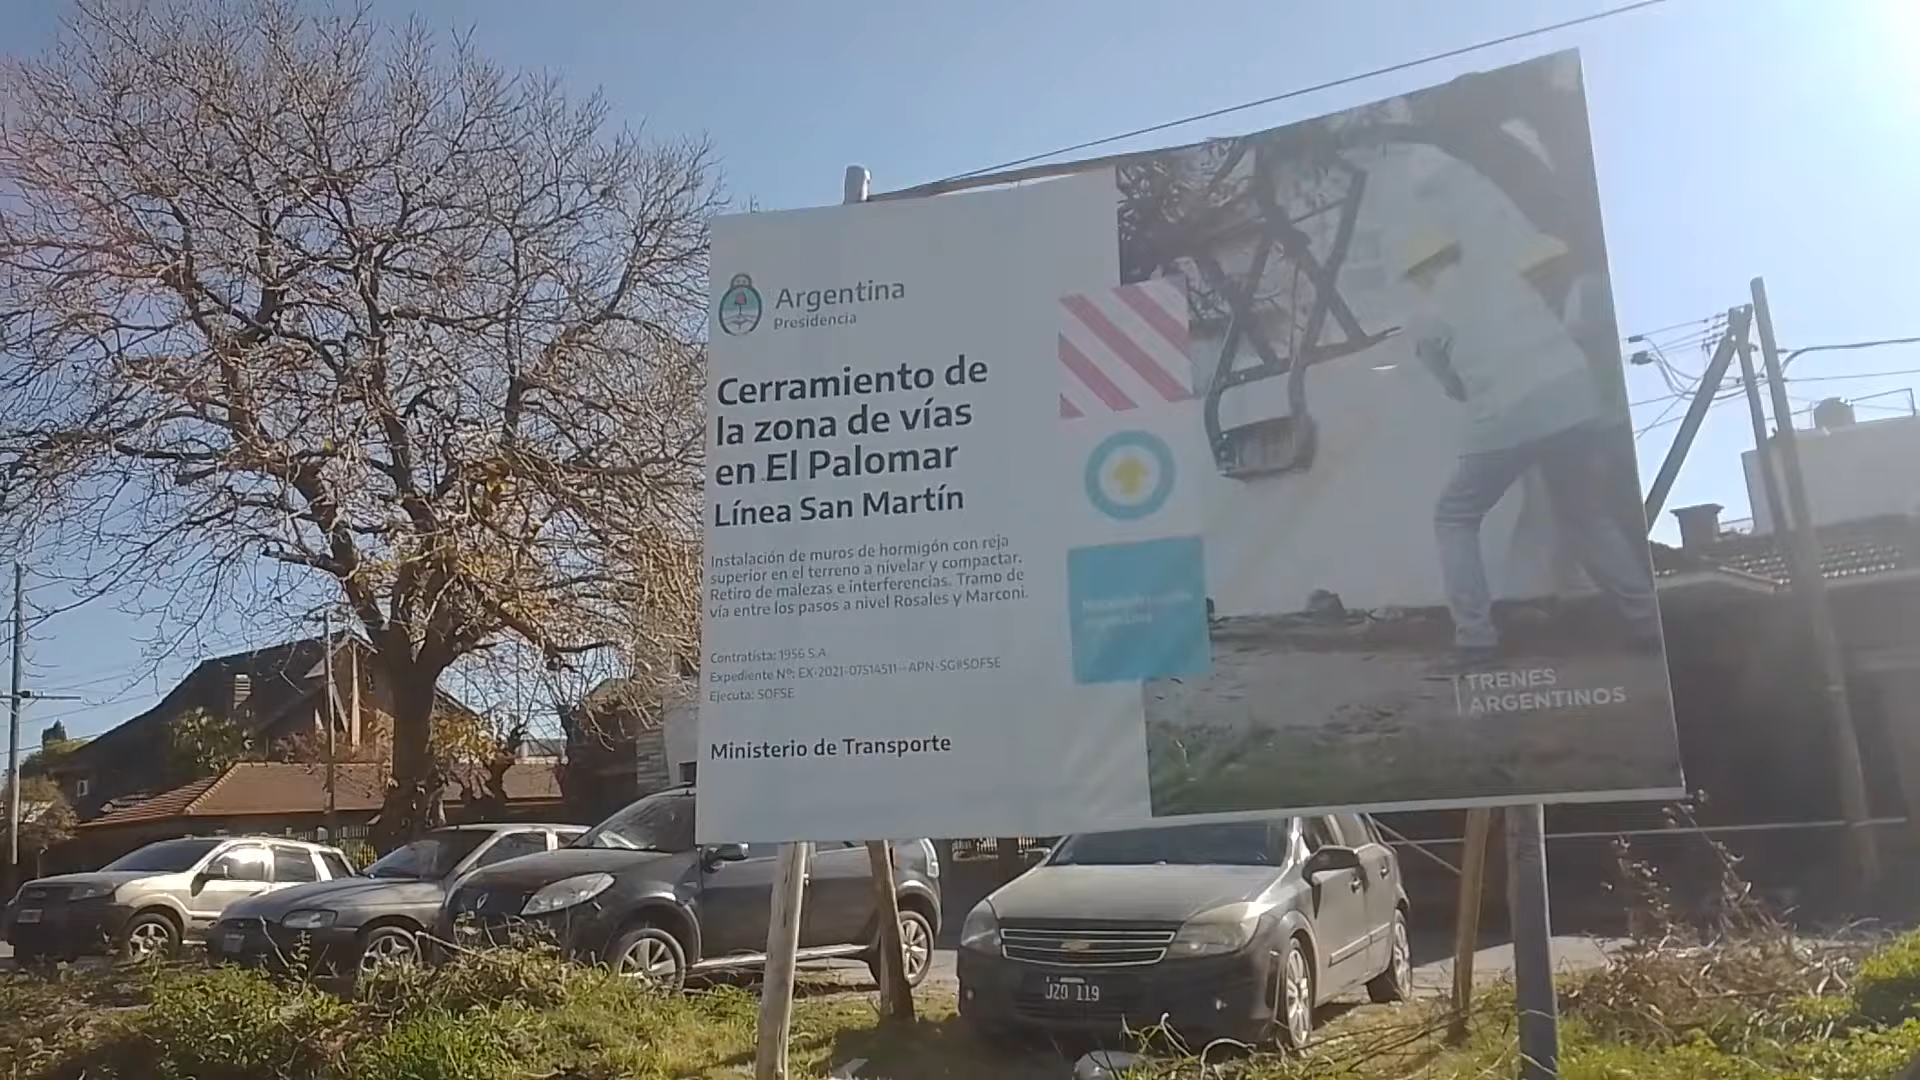 Argentina
Presidencia
Cerramiento de
la zona de vías
en El Palomar
Línea San Martín
Instalación de muros de hormigón con reja
superior en el terreno a nivelar y compactar.
Retiro de malezas e interferencias. Tramo de
vía entre los pasos a nivel Rosales y Marconi.
Contratista: 1956 S.A.
Expediente Nº: EX-2021-07514511--APN-SG#SOFSE
Ejecuta: SOFSE
Ministerio de Transporte
TRENES
ARGENTINOS
JZO 119